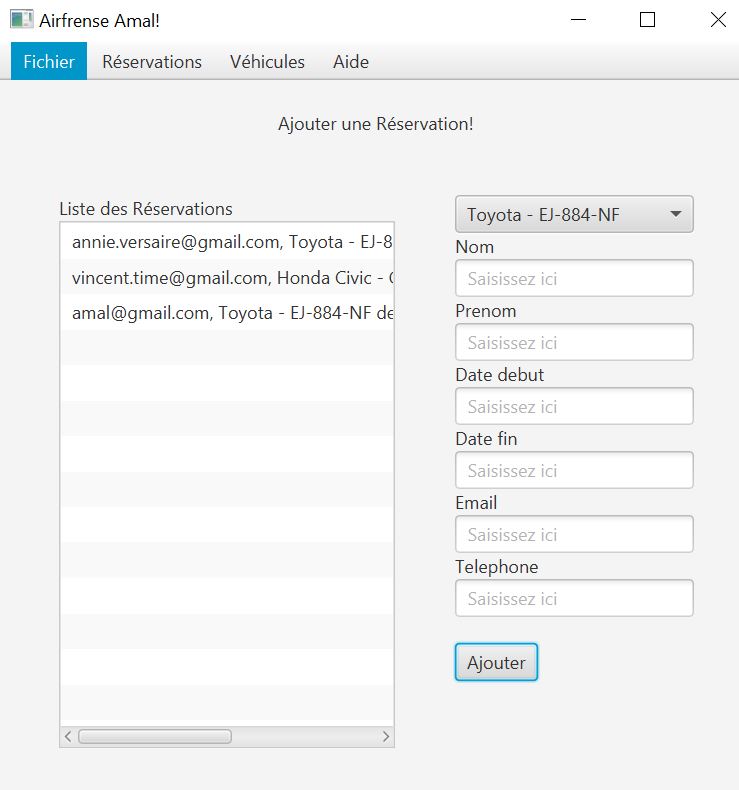 Airfrense Amal!
Fichier Réservations Véhicules Aide
Ajouter une Réservation!
Liste des Réservations
annie.versaire@gmail.com, Toyota - EJ-8
vincent.time@gmail.com, Honda Civic -
amal@gmail.com, Toyota - EJ-884-NF de
Toyota - EJ-884-NF
Nom
Saisissez ici
Prenom
Saisissez ici
Date debut
Saisissez ici
Date fin
Saisissez ici
Email
Saisissez ici
Telephone
Saisissez ici
Ajouter